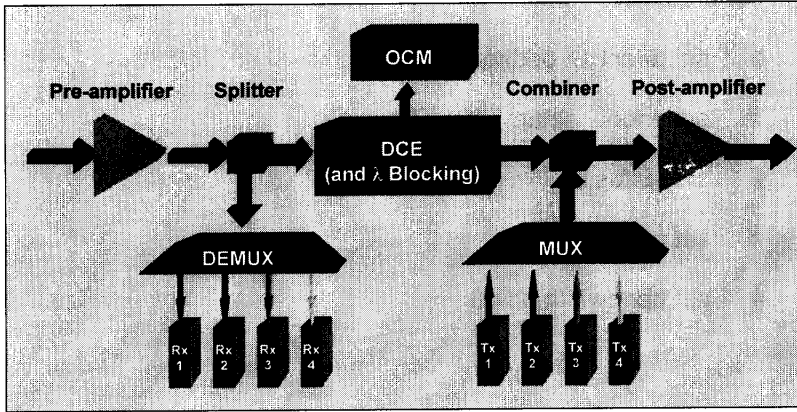 OCM
Pre-amplifier
Splitter
Combiner
Post-amplifier
DCE
(and λ Blocking)
DEMUX
MUX
Rx
1
Rx
2
Rx
3
Rx
4
Tx
1
Tx
2
Tx
3
Tx
4